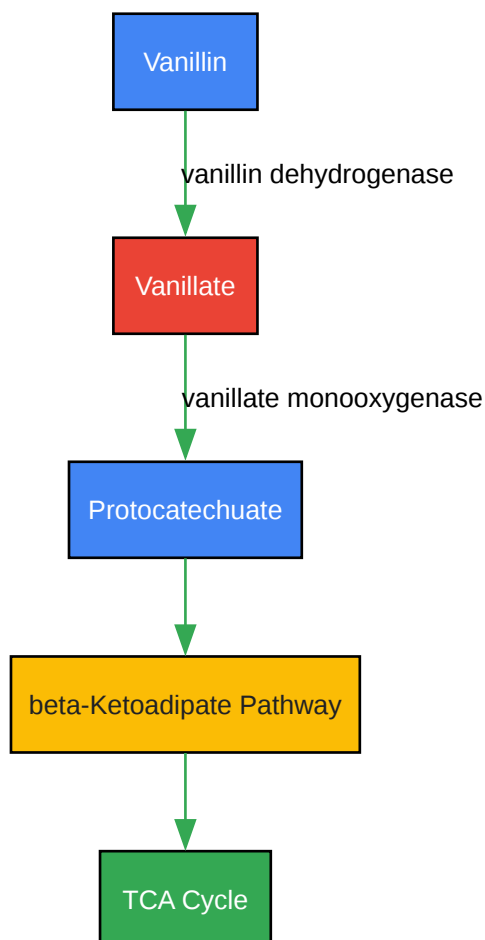 Vanillin
vanillin dehydrogenase
Vanillate
vanillate monooxygenase
Protocatechuate
beta-Ketoadipate Pathway
TCA Cycle